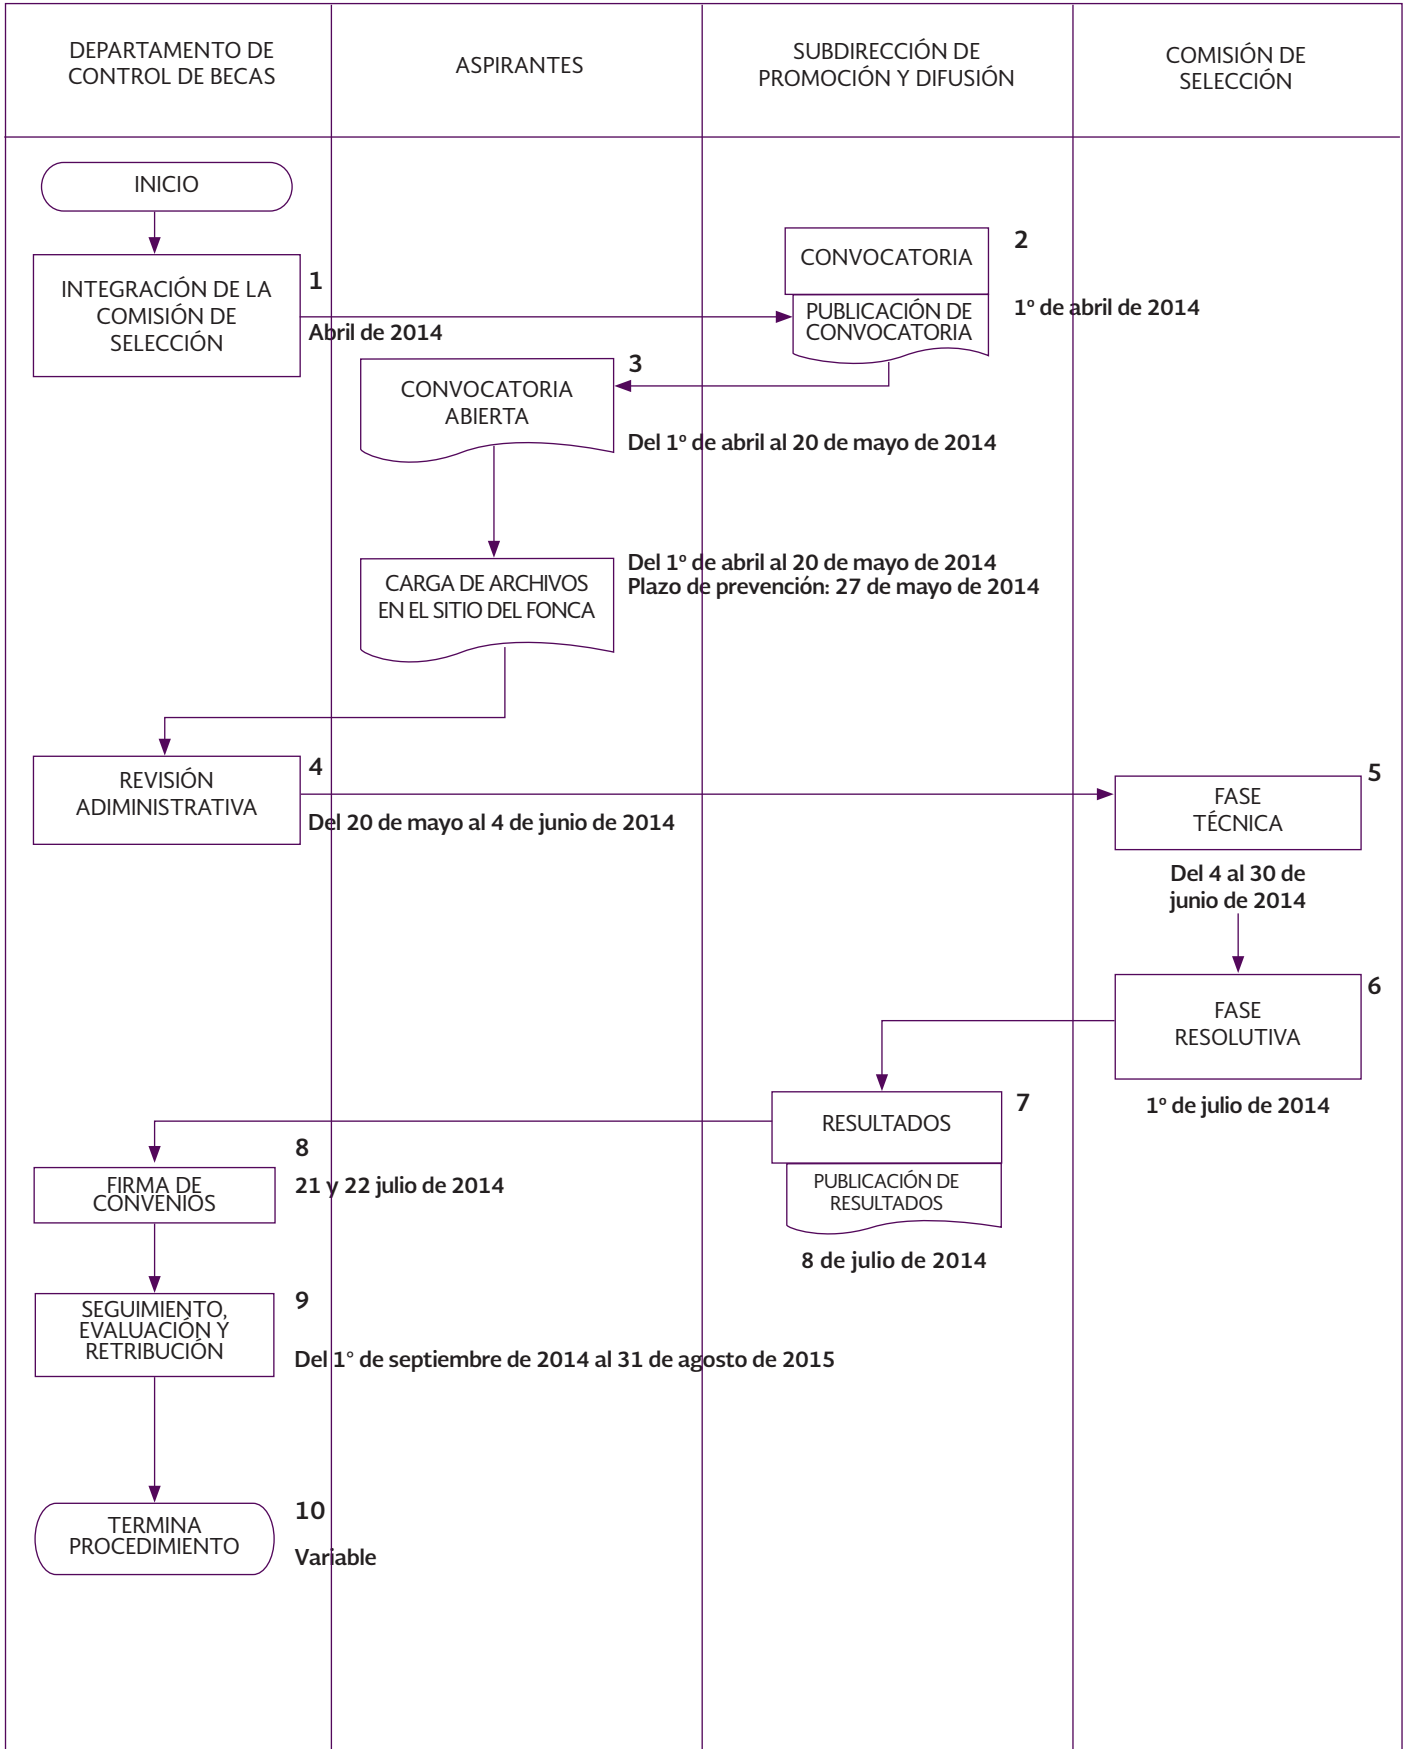 DEPARTAMENTO DE
CONTROL DE BECAS
ASPIRANTES
SUBDIRECCIÓN DE
PROMOCIÓN Y DIFUSIÓN
COMISIÓN DE
SELECCIÓN
INICIO
INTEGRACIÓN DE LA
COMISIÓN DE
SELECCIÓN
1
Abril de 2014
CONVOCATORIA
2
PUBLICACIÓN DE
CONVOCATORIA
1º de abril de 2014
CONVOCATORIA
ABIERTA
3
Del 1º de abril al 20 de mayo de 2014
CARGA DE ARCHIVOS
EN EL SITIO DEL FONCA
Del 1º de abril al 20 de mayo de 2014
Plazo de prevención: 27 de mayo de 2014
REVISIÓN
ADIMINISTRATIVA
4
Del 20 de mayo al 4 de junio de 2014
FASE
TÉCNICA
5
Del 4 al 30 de
junio de 2014
FASE
RESOLUTIVA
6
1º de julio de 2014
RESULTADOS
7
PUBLICACIÓN DE
RESULTADOS
8 de julio de 2014
FIRMA DE
CONVENIOS
8
21 y 22 julio de 2014
SEGUIMIENTO,
EVALUACIÓN Y
RETRIBUCIÓN
9
Del 1° de septiembre de 2014 al 31 de agosto de 2015
TERMINA
PROCEDIMIENTO
10
Variable